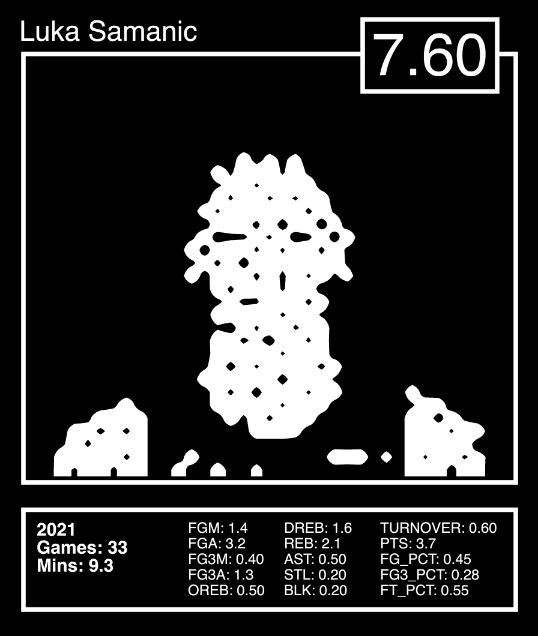 Luka Samanic
7.60
2021
Games: 33
Mins: 9.3
FGM: 1.4
FGA: 3.2
FG3M: 0.40
FG3A: 1.3
OREB: 0.50
DREB: 1.6
REB: 2.1
AST: 0.50
STL: 0.20
BLK: 0.20
TURNOVER: 0.60
PTS: 3.7
FG_PCT: 0.45
FG3_PCT: 0.28
FT_PCT: 0.55